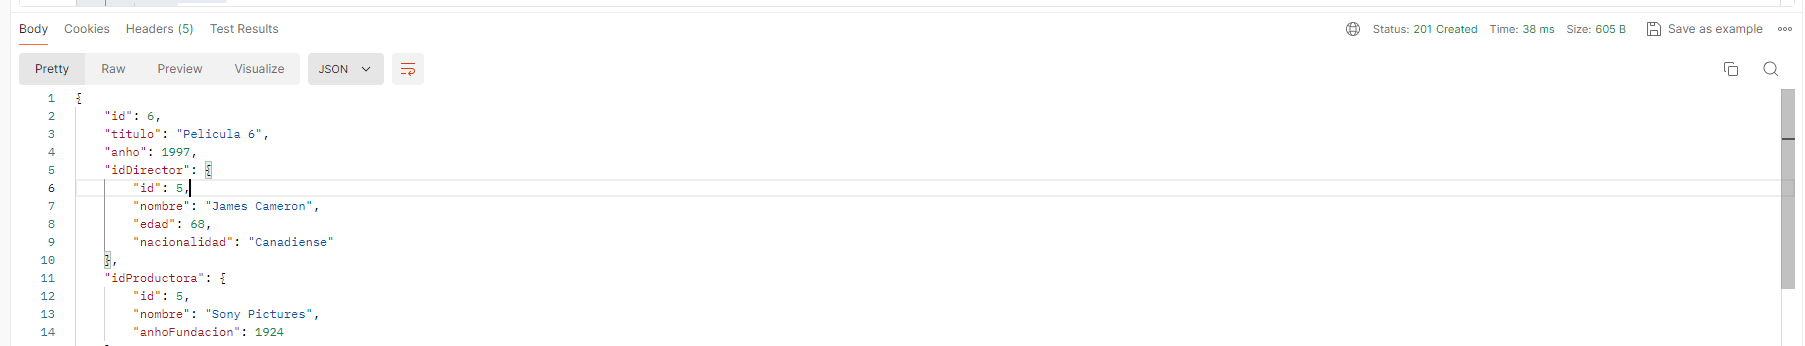 Body Cookies Headers (5) Test Results Status: 201 Created Time: 38 ms Size: 605 B Save as example
Pretty Raw Preview Visualize JSON
1 {
2 "id": 6,
3 "titulo": "Pelicula 6",
4 "anho": 1997,
5 "idDirector": {
6 "id": 5,
7 "nombre": "James Cameron",
8 "edad": 68,
9 "nacionalidad": "Canadiense"
10 },
11 "idProductora": {
12 "id": 5,
13 "nombre": "Sony Pictures",
14 "anhoFundacion": 1924